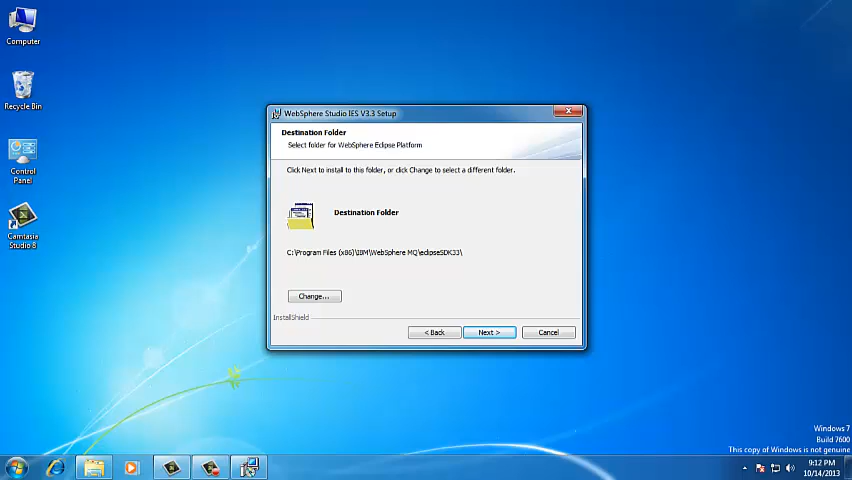 Computer
Recycle Bin
Control
Panel
Camtasia
Studio 8
WebSphere Studio IES V3.3 Setup
Destination Folder
Select folder for WebSphere Eclipse Platform
Click Next to install to this folder, or click Change to select a different folder.
Destination Folder
C:\Program Files (x86)\IBM\WebSphere MQ\eclipseSDK33\
Change...
InstallShield
< Back
Next >
Cancel
Windows 7
Build 7600
This copy of Windows is not genuine
9:12 PM
10/14/2013